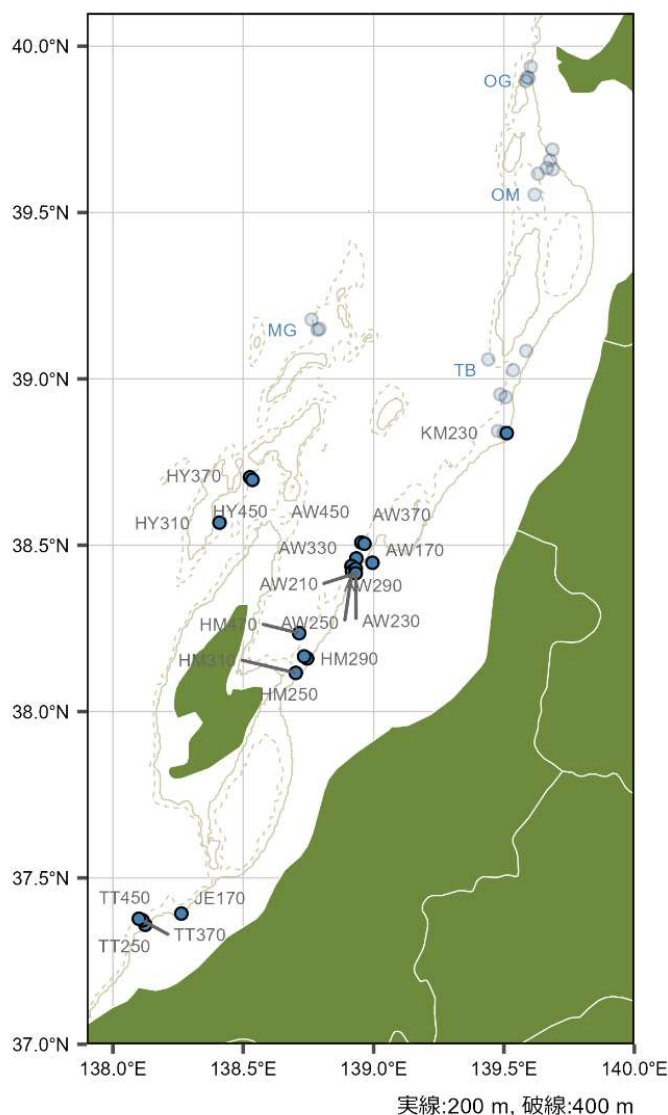 40.0°N
OG
39.5°N
OM
MG
39.0°N
TB
KM230
HY370
HY450
AW450
AW370
HY310
38.5°N
AW330
AW170
AW210
AW290
HM470
AW250
AW230
HM310
HM290
HM250
38.0°N
37.5°N
TT450
JE170
TT370
TT250
37.0°N
138.0°E 138.5°E 139.0°E 139.5°E 140.0°E
実線:200 m, 破線:400 m